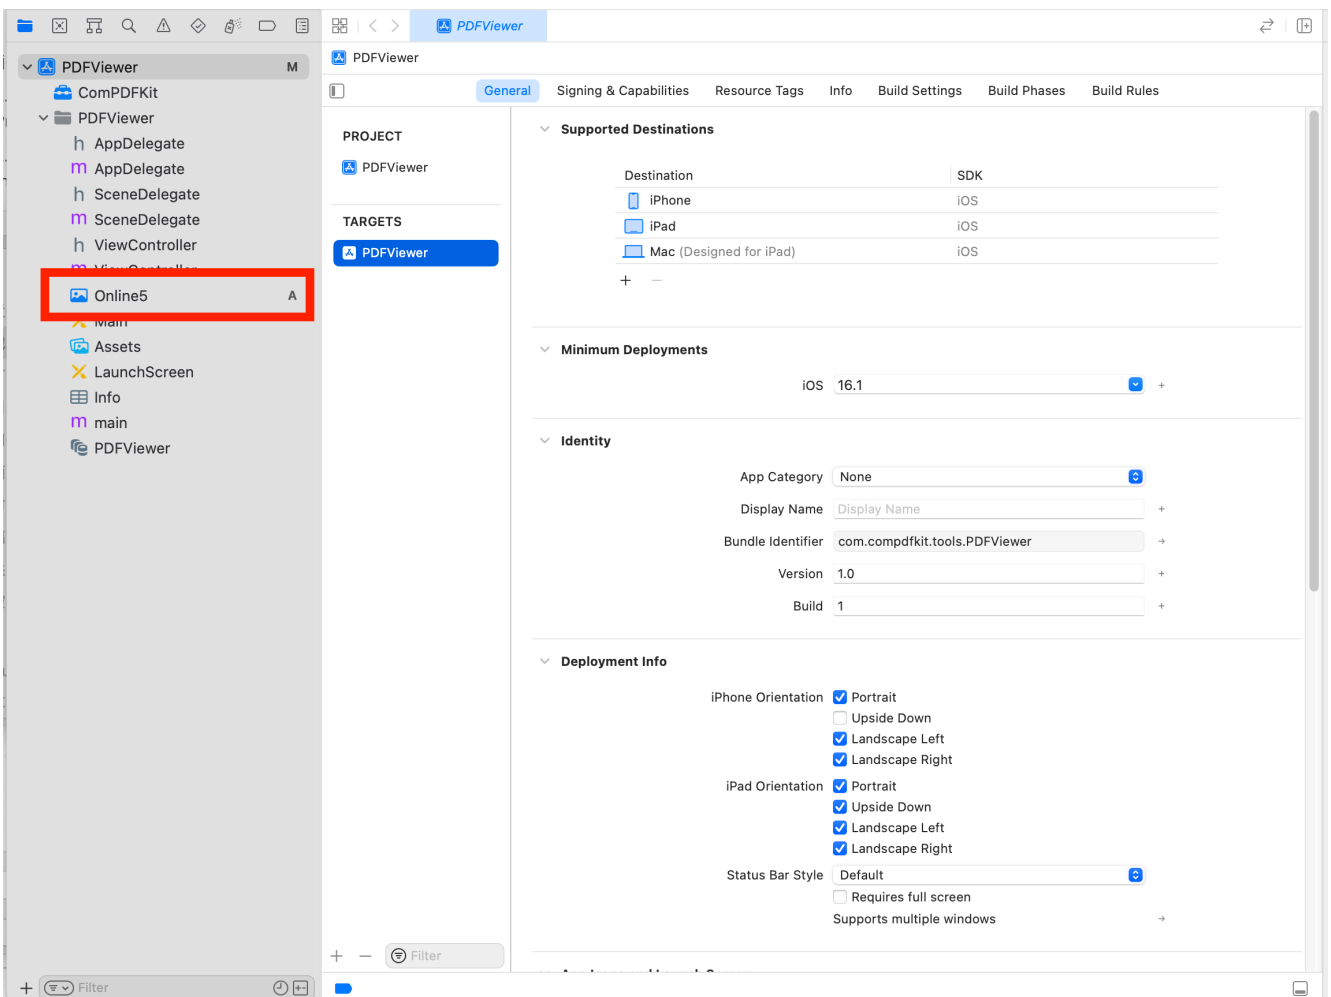 PDFViewer M
ComPDFKit
PDFViewer
h AppDelegate
m AppDelegate
h SceneDelegate
m SceneDelegate
h ViewController
m ViewController
Online5 A
Main
Assets
LaunchScreen
Info
m main
PDFViewer
Filter
PDFViewer
PDFViewer
General Signing & Capabilities Resource Tags Info Build Settings Build Phases Build Rules
PROJECT
PDFViewer
TARGETS
PDFViewer
Filter
Supported Destinations
Destination SDK
iPhone iOS
iPad iOS
Mac (Designed for iPad) iOS
Minimum Deployments
iOS 16.1
Identity
App Category None
Display Name Display Name
Bundle Identifier com.compdfkit.tools.PDFViewer
Version 1.0
Build 1
Deployment Info
iPhone Orientation Portrait
Upside Down
Landscape Left
Landscape Right
iPad Orientation Portrait
Upside Down
Landscape Left
Landscape Right
Status Bar Style Default
Requires full screen
Supports multiple windows